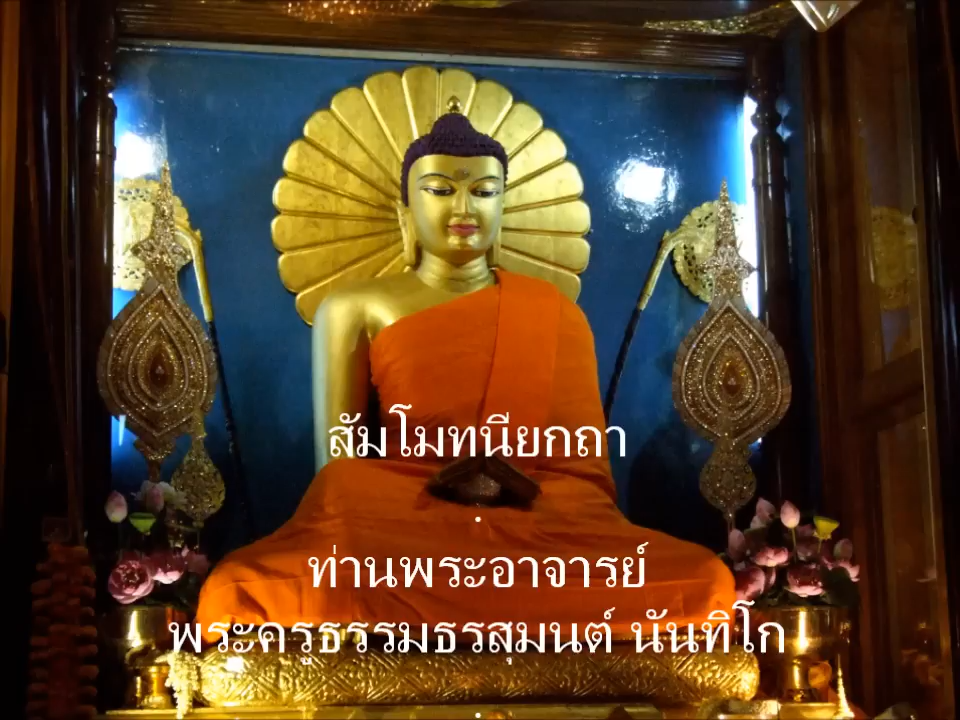 สัมโมทนียกถา
.
ท่านพระอาจารย์
พระครูธรรมธรสุมนต์ นันทิโก
.